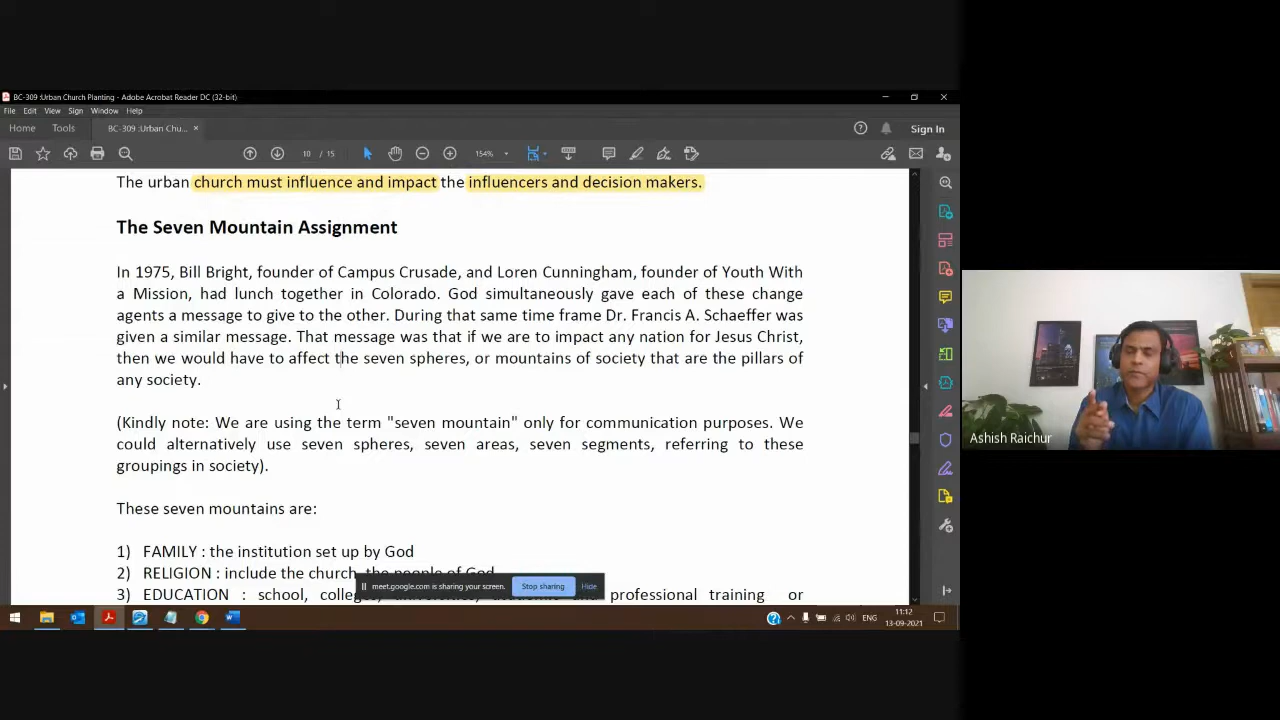 BC-309 :Urban Church Planting - Adobe Acrobat Reader DC (32-bit)
File Edit View Sign Window Help
Home Tools BC-309 :Urban Chu... × Sign In
10 / 15 154%
The urban church must influence and impact the influencers and decision makers.
The Seven Mountain Assignment
In 1975, Bill Bright, founder of Campus Crusade, and Loren Cunningham, founder of Youth With
a Mission, had lunch together in Colorado. God simultaneously gave each of these change
agents a message to give to the other. During that same time frame Dr. Francis A. Schaeffer was
given a similar message. That message was that if we are to impact any nation for Jesus Christ,
then we would have to affect the seven spheres, or mountains of society that are the pillars of
any society.
(Kindly note: We are using the term "seven mountain" only for communication purposes. We
could alternatively use seven spheres, seven areas, seven segments, referring to these
groupings in society).
These seven mountains are:
1) FAMILY : the institution set up by God
2) RELIGION : include the church, the people of God
3) EDUCATION : school, colleges, universities, academic and professional training or
meet.google.com is sharing your screen. Stop sharing Hide
ENG 11:12
13-09-2021
Ashish Raichur